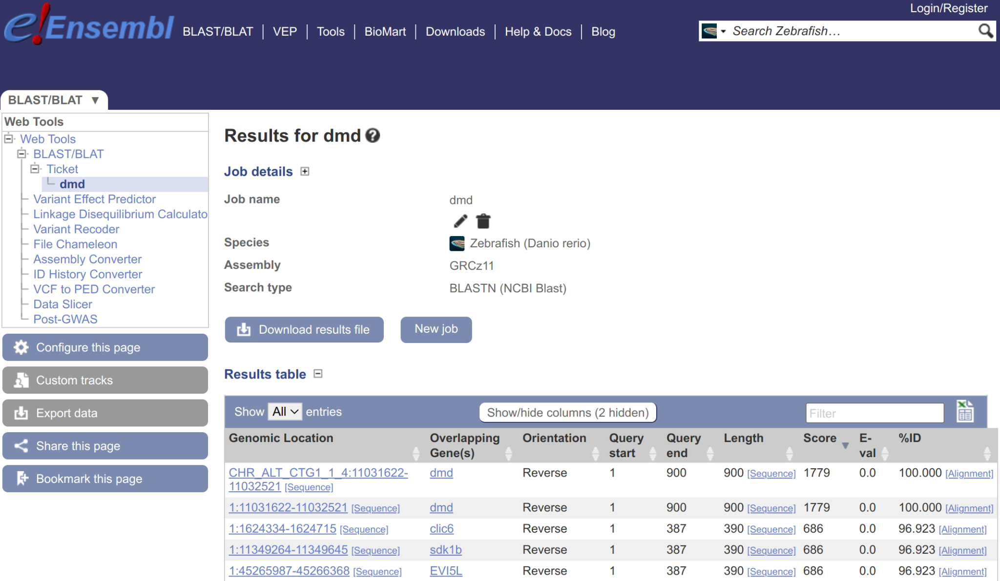 Login/Register
e!Ensembl BLAST/BLAT VEP Tools BioMart Downloads Help & Docs Blog Search Zebrafish…
BLAST/BLAT ▼
Web Tools
Web Tools
BLAST/BLAT
Ticket
dmd
Variant Effect Predictor
Linkage Disequilibrium Calculato
Variant Recoder
File Chameleon
Assembly Converter
ID History Converter
VCF to PED Converter
Data Slicer
Post-GWAS
Configure this page
Custom tracks
Export data
Share this page
Bookmark this page
Results for dmd
Job details
Job name dmd
Species Zebrafish (Danio rerio)
Assembly GRCz11
Search type BLASTN (NCBI Blast)
Download results file New job
Results table
Show All entries Show/hide columns (2 hidden) Filter
Genomic Location Overlapping Gene(s) Orientation Query start Query end Length Score E-val %ID
CHR_ALT_CTG1_1_4:11031622-11032521 [Sequence] dmd Reverse 1 900 900 [Sequence] 1779 0.0 100.000 [Alignment]
1:11031622-11032521 [Sequence] dmd Reverse 1 900 900 [Sequence] 1779 0.0 100.000 [Alignment]
1:1624334-1624715 [Sequence] clic6 Reverse 1 387 390 [Sequence] 686 0.0 96.923 [Alignment]
1:11349264-11349645 [Sequence] sdk1b Reverse 1 387 390 [Sequence] 686 0.0 96.923 [Alignment]
1:45265987-45266368 [Sequence] EVI5L Reverse 1 387 390 [Sequence] 686 0.0 96.923 [Alignment]